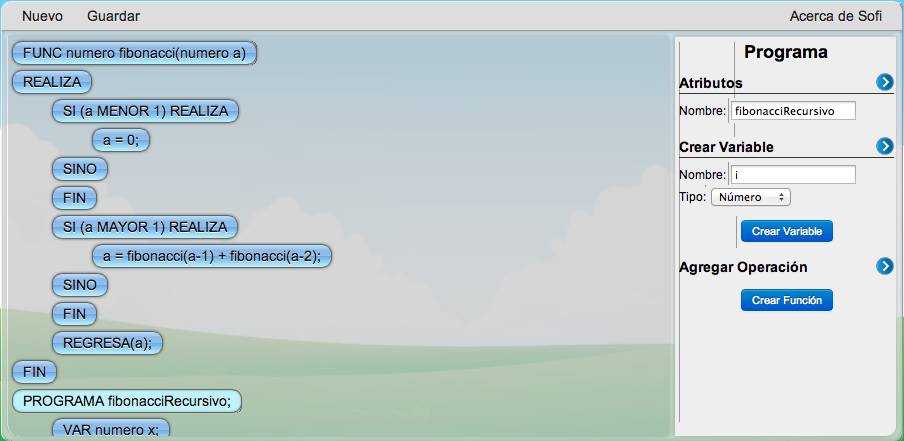 Nuevo Guardar Acerca de Sofi
FUNC numero fibonacci(numero a)
REALIZA
SI (a MENOR 1) REALIZA
a = 0;
SINO
FIN
SI (a MAYOR 1) REALIZA
a = fibonacci(a-1) + fibonacci(a-2);
SINO
FIN
REGRESA(a);
FIN
PROGRAMA fibonacciRecursivo;
VAR numero x;
Programa
Atributos
Nombre: fibonacciRecursivo
Crear Variable
Nombre: i
Tipo: Número
Crear Variable
Agregar Operación
Crear Función